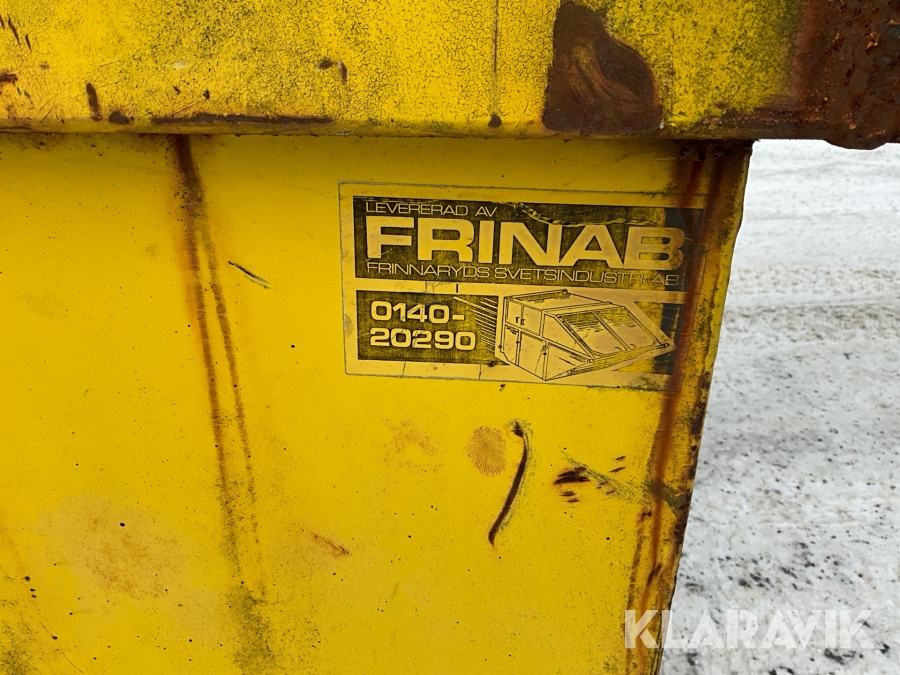 LEVERERAD AV
FRINAB
FRINNARYDS SVETSINDUSTRI AB
0140-
20290
KLARAVIK